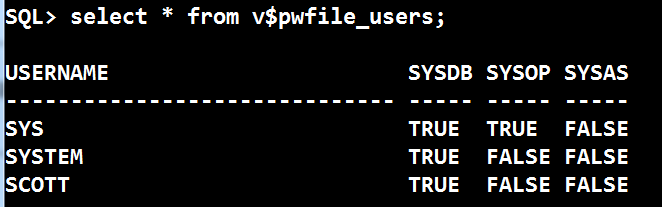 SQL> select * from v$pwfile_users;
USERNAME                       SYSDB SYSOP SYSAS
------------------------------ ----- ----- -----
SYS                            TRUE  TRUE  FALSE
SYSTEM                         TRUE  FALSE FALSE
SCOTT                          TRUE  FALSE FALSE